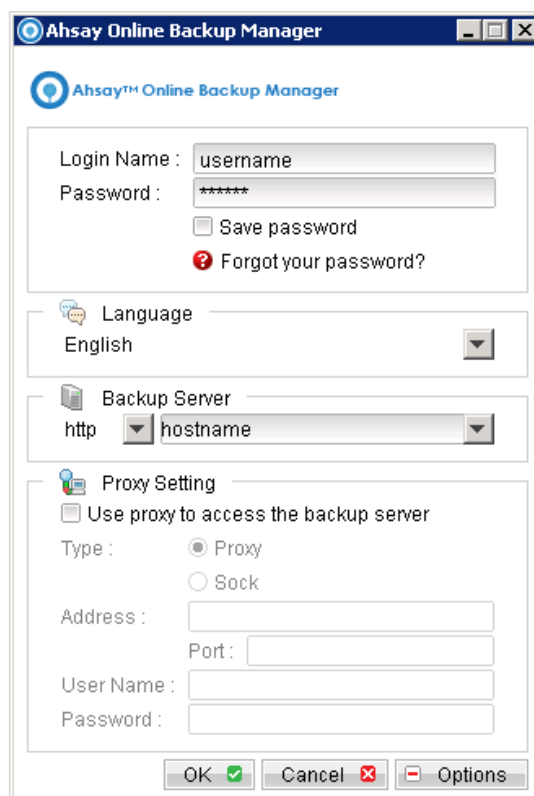 Ahsay Online Backup Manager
Ahsay™ Online Backup Manager
Login Name : username
Password : ******
Save password
Forgot your password?
Language
English
Backup Server
http hostname
Proxy Setting
Use proxy to access the backup server
Type : Proxy
Sock
Address :
Port :
User Name :
Password :
OK Cancel Options